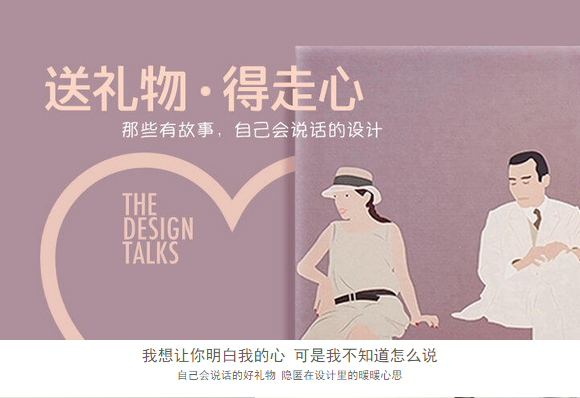 送礼物·得走心
那些有故事，自己会说话的设计
THE
DESIGN
TALKS
我想让你明白我的心 可是我不知道怎么说
自己会说话的好礼物 隐匿在设计里的暖暖心思